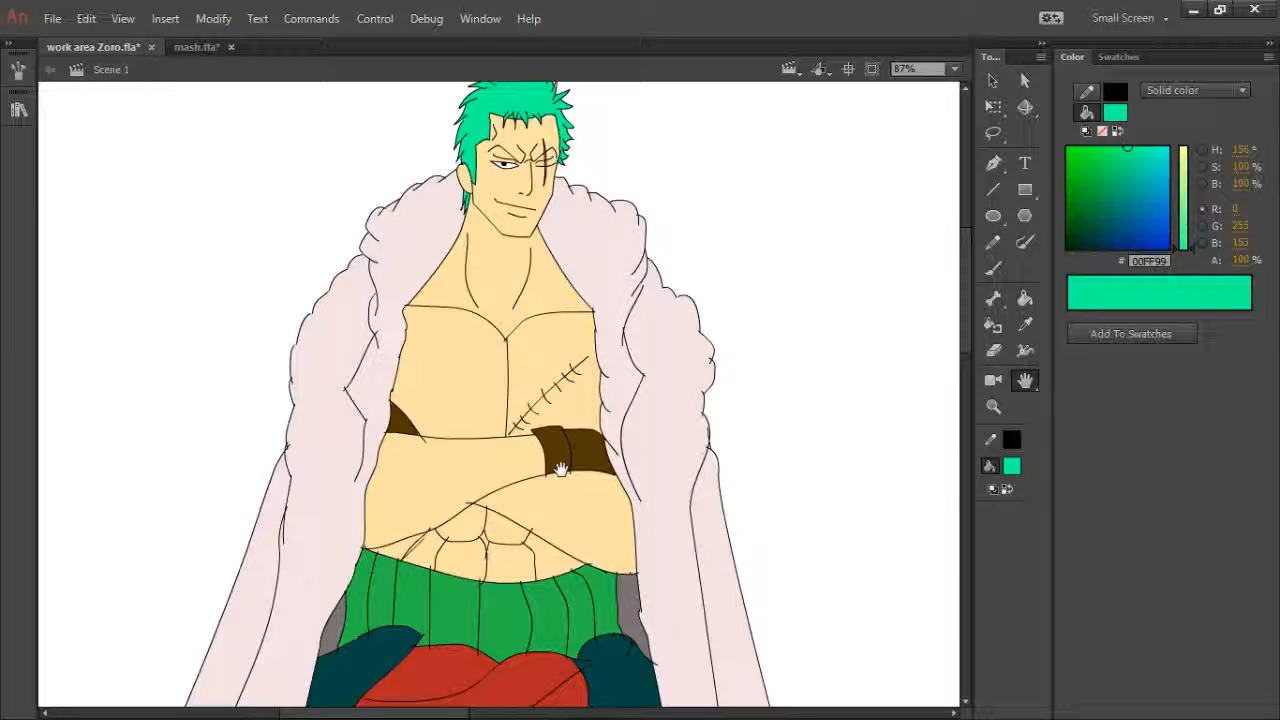 An File Edit View Insert Modify Text Commands Control Debug Window Help Small Screen
work area Zoro.fla* × mask.fla* ×
Scene 1 87%
To...
Color Swatches
Solid color
H: 156 °
S: 100 %
B: 100 %
R: 0
G: 255
B: 153
# 00FF99 A: 100 %
Add To Swatches
T